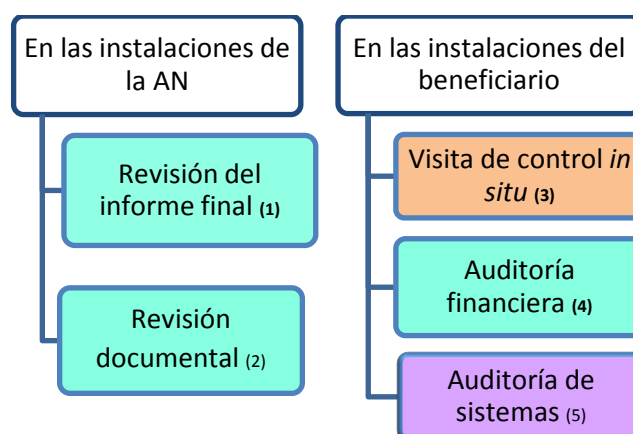 En las instalaciones de
la AN
Revisión del
informe final (1)
Revisión
documental (2)
En las instalaciones del
beneficiario
Visita de control in
situ (3)
Auditoría
financiera (4)
Auditoría de
sistemas (5)